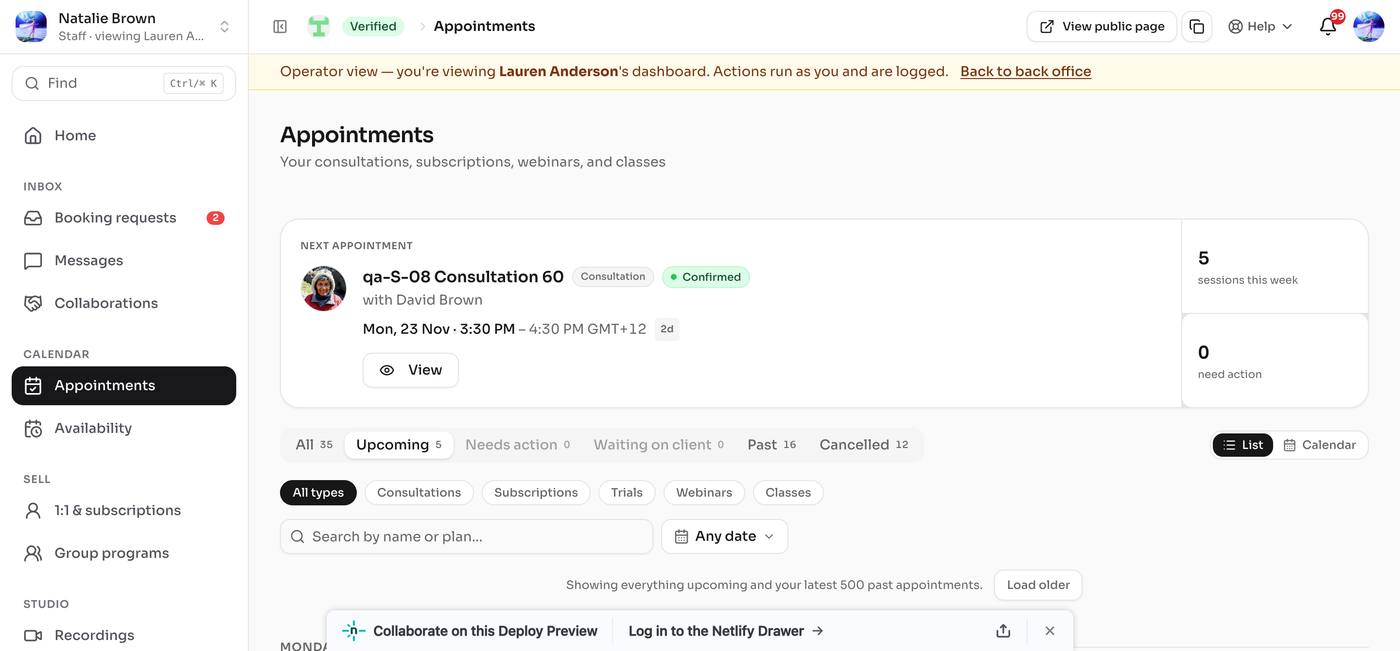 Natalie Brown
Staff · viewing Lauren A...
Find
Ctrl/⌘ K
Home
INBOX
Booking requests
2
Messages
Collaborations
CALENDAR
Appointments
Availability
SELL
1:1 & subscriptions
Group programs
STUDIO
Recordings
Verified
Appointments
View public page
Help
99
Operator view — you're viewing Lauren Anderson's dashboard. Actions run as you and are logged. Back to back office
Appointments
Your consultations, subscriptions, webinars, and classes
NEXT APPOINTMENT
qa-S-08 Consultation 60
Consultation
Confirmed
with David Brown
Mon, 23 Nov · 3:30 PM – 4:30 PM GMT+12
2d
View
5
sessions this week
0
need action
All 35
Upcoming 5
Needs action 0
Waiting on client 0
Past 16
Cancelled 12
List
Calendar
All types
Consultations
Subscriptions
Trials
Webinars
Classes
Search by name or plan...
Any date
Showing everything upcoming and your latest 500 past appointments.
Load older
n
Collaborate on this Deploy Preview
Log in to the Netlify Drawer →